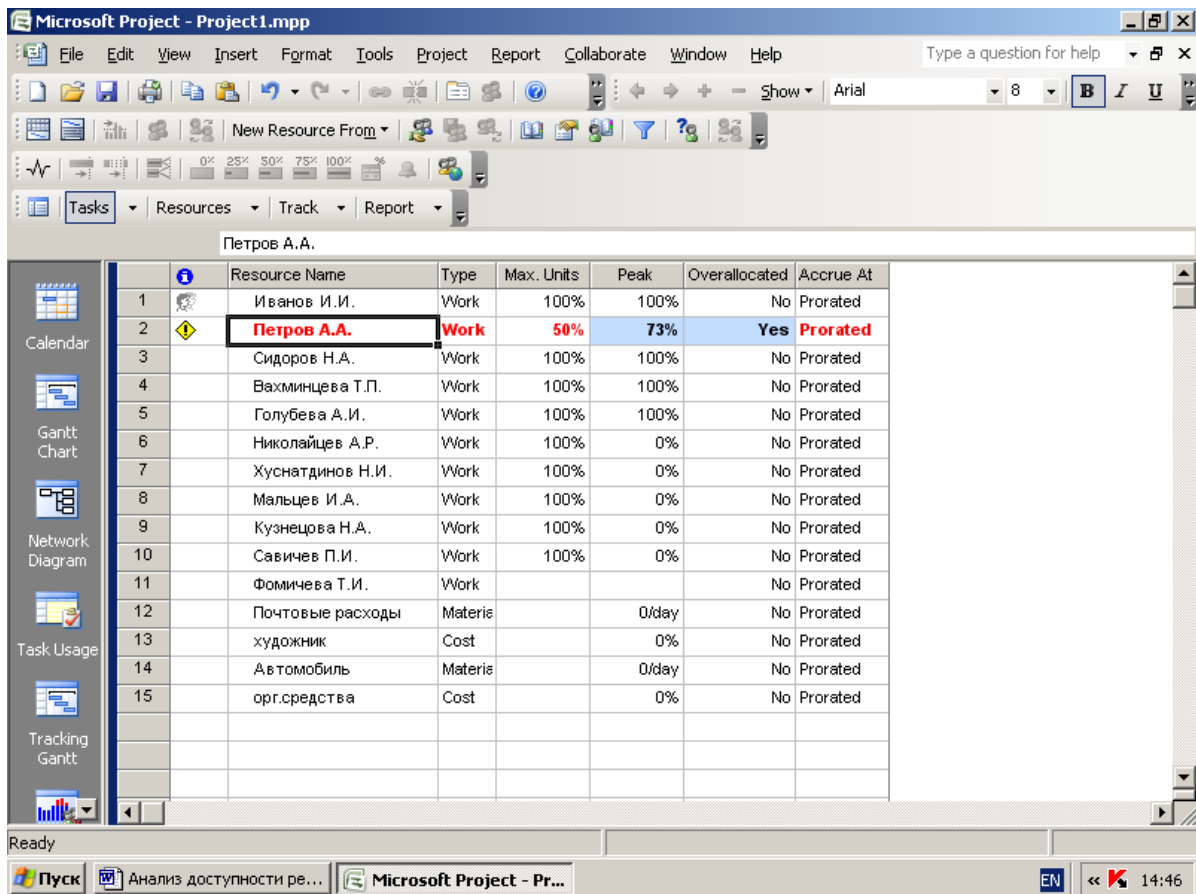 Microsoft Project - Project1.mpp
File Edit View Insert Format Tools Project Report Collaborate Window Help Type a question for help
Show Arial 8 B I U
New Resource From
0% 25% 50% 75% 100%
Tasks Resources Track Report
Петров А.А.
Resource Name Type Max. Units Peak Overallocated Accrue At
1 Иванов И.И. Work 100% 100% No Prorated
2 Петров А.А. Work 50% 73% Yes Prorated
3 Сидоров Н.А. Work 100% 100% No Prorated
4 Вахминцева Т.П. Work 100% 100% No Prorated
5 Голубева А.И. Work 100% 100% No Prorated
6 Николайцев А.Р. Work 100% 0% No Prorated
7 Хуснатдинов Н.И. Work 100% 0% No Prorated
8 Мальцев И.А. Work 100% 0% No Prorated
9 Кузнецова Н.А. Work 100% 0% No Prorated
10 Савичев П.И. Work 100% 0% No Prorated
11 Фомичева Т.И. Work No Prorated
12 Почтовые расходы Materia 0/day No Prorated
13 художник Cost 0% No Prorated
14 Автомобиль Materia 0/day No Prorated
15 орг.средства Cost 0% No Prorated
Calendar
Gantt
Chart
Network
Diagram
Task Usage
Tracking
Gantt
Ready
Пуск Анализ доступности ре... Microsoft Project - Pr... EN 14:46